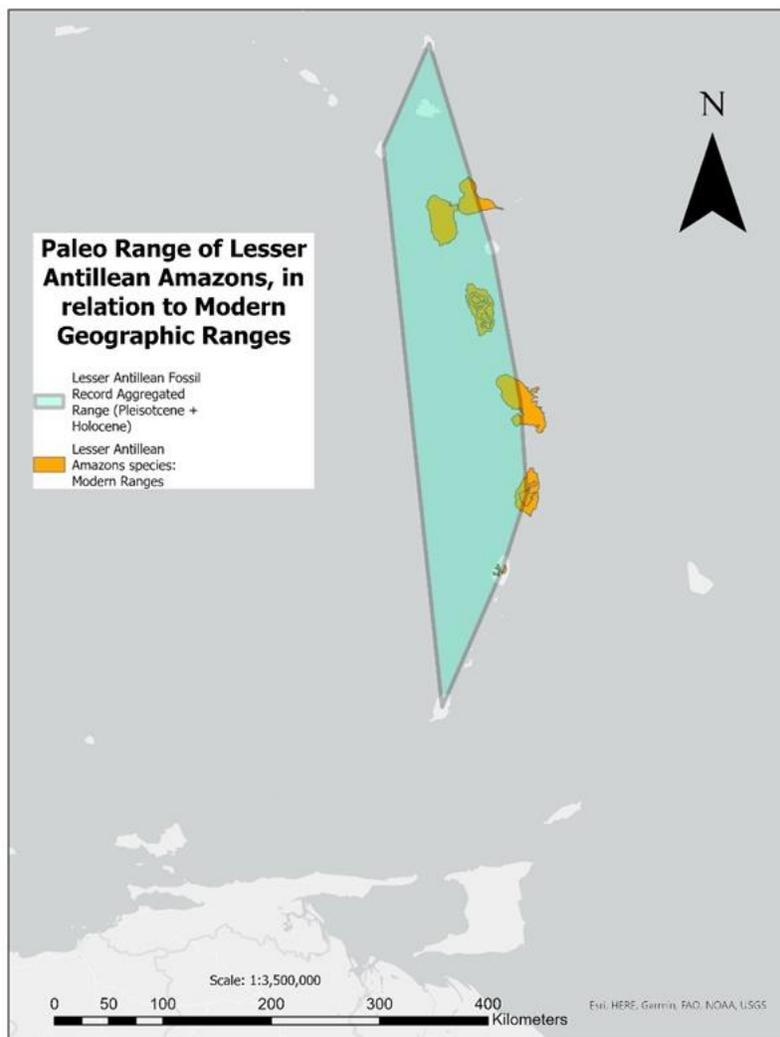 N
Paleo Range of Lesser
Antillean Amazons, in
relation to Modern
Geographic Ranges
Lesser Antillean Fossil
Record Aggregated
Range (Pleisotcene +
Holocene)
Lesser Antillean
Amazons species:
Modern Ranges
Scale: 1:3,500,000
0 50 100 200 300 400
Kilometers
Esri, HERE, Garmin, FAO, NOAA, USGS